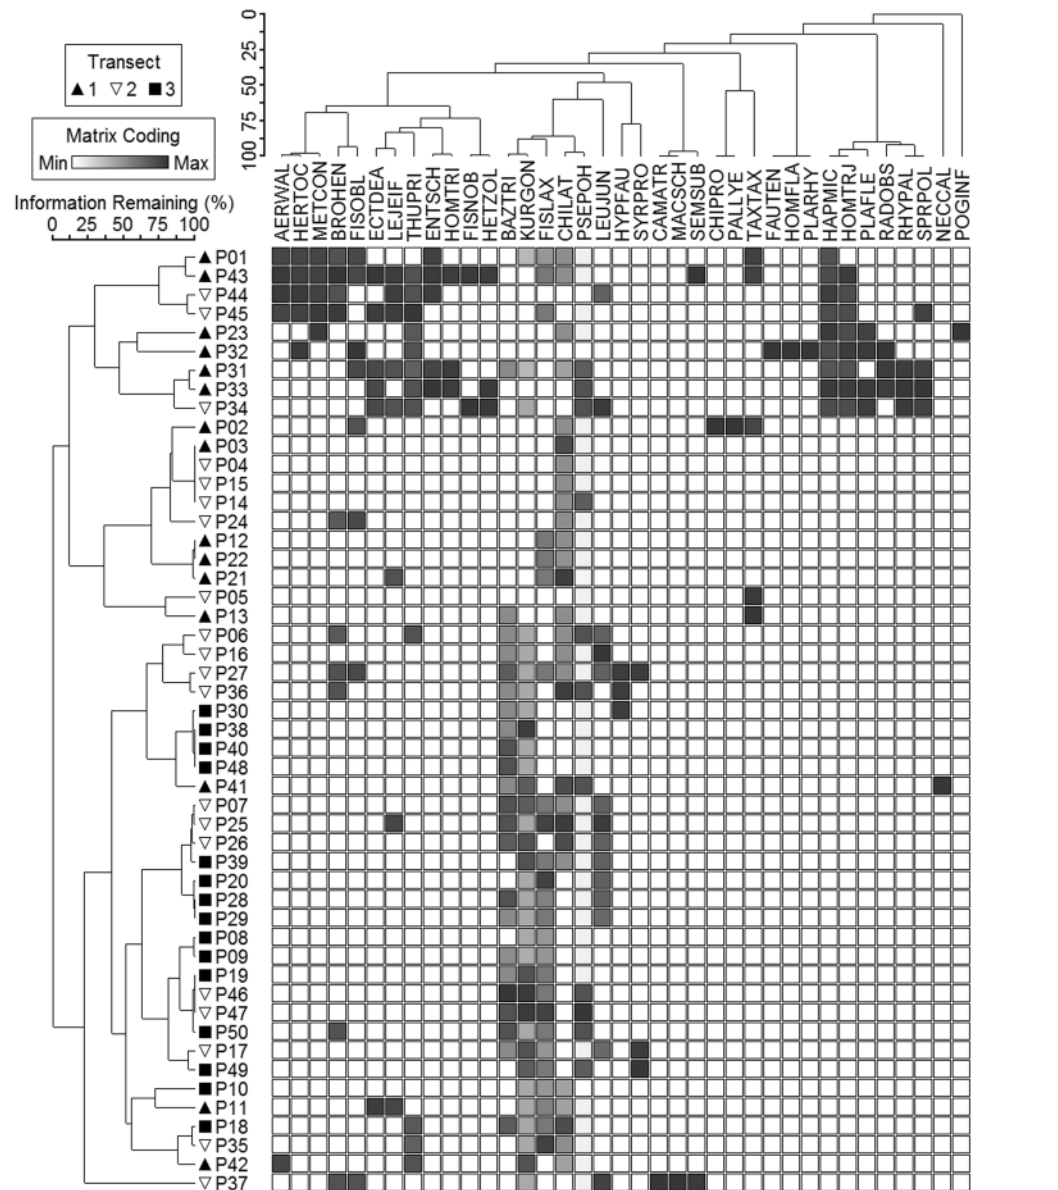 Transect
▲ 1 ▽ 2 ■ 3
Matrix Coding
Min Max
Information Remaining (%)
0 25 50 75 100
0
25
50
75
100
AERVAL
HERTOC
METCON
BROHEN
FISOBL
ECTDEA
LEJEIF
THUPRI
ENTSCH
HOMTRI
FISNOB
HETZOL
BAZTRI
KURGON
FISLAX
CHILAT
PSEPOH
LEUJUN
HYPFAU
SYRPRO
CAMATR
MACSCH
SEMSUB
CHIPRO
PALLYE
TAXTAX
FAUTEN
HOMFLA
PLARHY
HAPMIC
HOMTRJ
PLAFLE
RADOBS
RHYPAL
SPRPOL
NECCAL
POGINF
▲ P01
▲ P43
▽ P44
▽ P45
▲ P23
▲ P32
▲ P31
▲ P33
▽ P34
▲ P02
▲ P03
▽ P04
▽ P15
▽ P14
▽ P24
▲ P12
▲ P22
▲ P21
▽ P05
▲ P13
▽ P06
▽ P16
▽ P27
▽ P36
■ P30
■ P38
■ P40
■ P48
▲ P41
▽ P07
▽ P25
▽ P26
■ P39
■ P20
■ P28
■ P29
■ P08
■ P09
■ P19
▽ P46
▽ P47
■ P50
▽ P17
■ P49
■ P10
▲ P11
■ P18
▽ P35
▲ P42
▽ P37